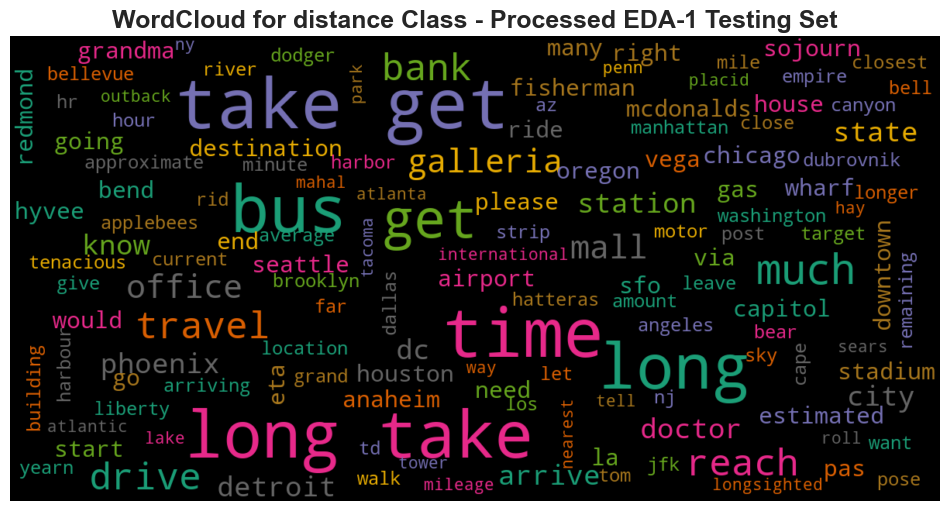 WordCloud for distance Class - Processed EDA-1 Testing Set
grandma ny dodger many right sojourn
bellevue river park bank penn mile closest
redmond hr outback take get fisherman placid empire bell
hour mcdonalds house canyon
going destination az ride manhattan close state
approximate minute harbor galleria oregon vega chicago dubrovnik
bend mahal atlanta please gas wharf longer
hyvee applebees rid bus get station washington hay
know end average strip motor post target
tenacious current seattle tacoma international mall via much downtown remaining
give office brooklyn dallas airport sfo leave
far hatteras amount capitol
would travel time angeles bear
building harbour phoenix location dc long cape sears
go eta grand houston way let sky stadium
arriving need nj city
liberty anaheim los tell estimated
atlantic long take nearest doctor roll want
start lake td la reach
yearn drive detroit tower walk arrive tom jfk pas pose
mileage longsighted